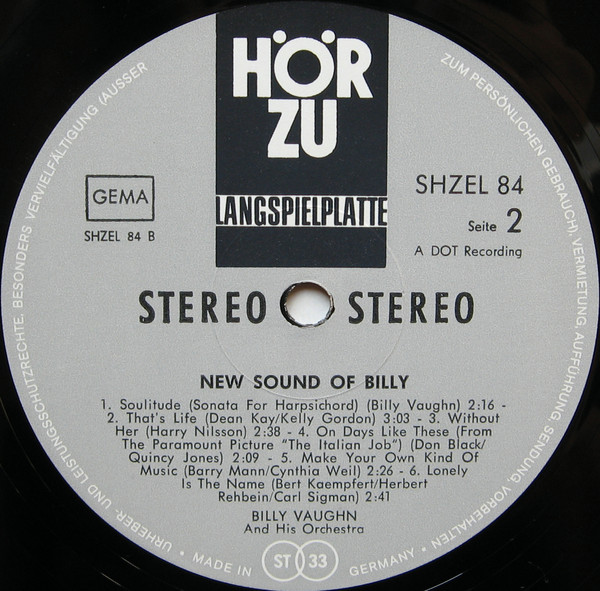 HÖR
ZU
LANGSPIELPLATTE
GEMA
SHZEL 84 B
SHZEL 84
Seite 2
A DOT Recording
STEREO STEREO
NEW SOUND OF BILLY
1. Soulitude (Sonata For Harpsichord) (Billy Vaughn) 2:16 -
2. That's Life (Dean Kay/Kelly Gordon) 3:03 - 3. Without
Her (Harry Nilsson) 2:38 - 4. On Days Like These (From
The Paramount Picture "The Italian Job") (Don Black/
Quincy Jones) 2:09 - 5. Make Your Own Kind Of
Music (Barry Mann/Cynthia Weil) 2:26 - 6. Lonely
Is The Name (Bert Kaempfert/Herbert
Rehbein/Carl Sigman) 2:41
BILLY VAUGHN
And His Orchestra
URHEBER- UND LEISTUNGSSCHUTZRECHTE, BESONDERS VERVIELFÄLTIGUNG (AUSSER
ZUM PERSÖNLICHEN GEBRAUCH), VERMIETUNG, AUFFÜHRUNG, SENDUNG, VORBEHALTEN
• MADE IN ST 33 GERMANY •